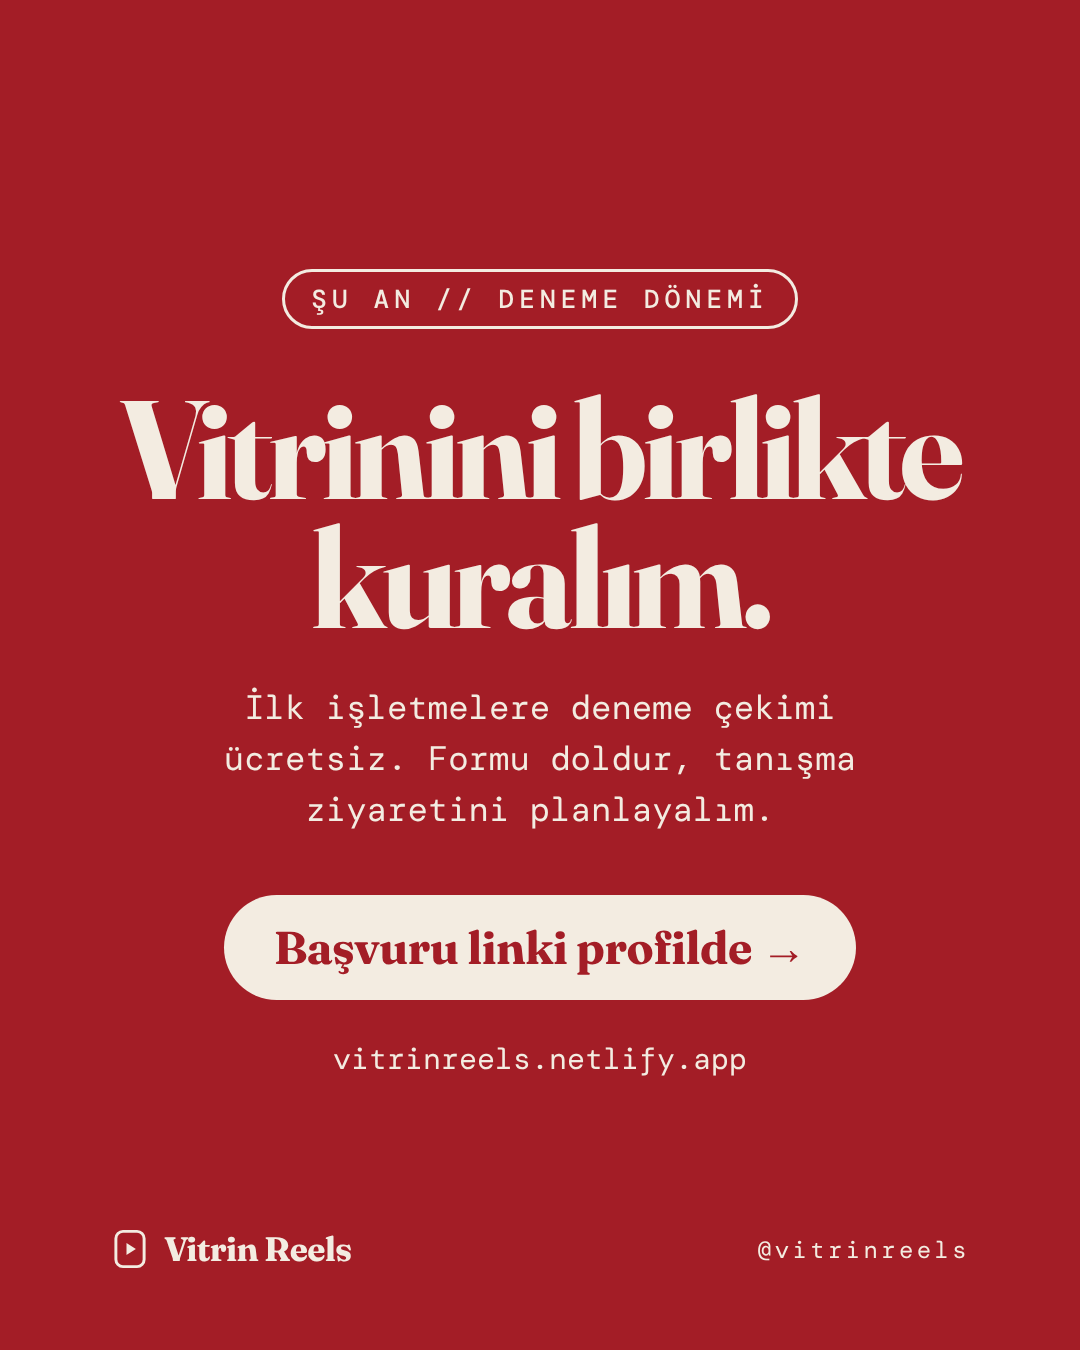 ŞU AN // DENEME DÖNEMİ
Vitrinini birlikte
kuralım.
İlk işletmelere deneme çekimi
ücretsiz. Formu doldur, tanışma
ziyaretini planlayalım.
Başvuru linki profilde →
vitrinreels.netlify.app
Vitrin Reels
@vitrinreels